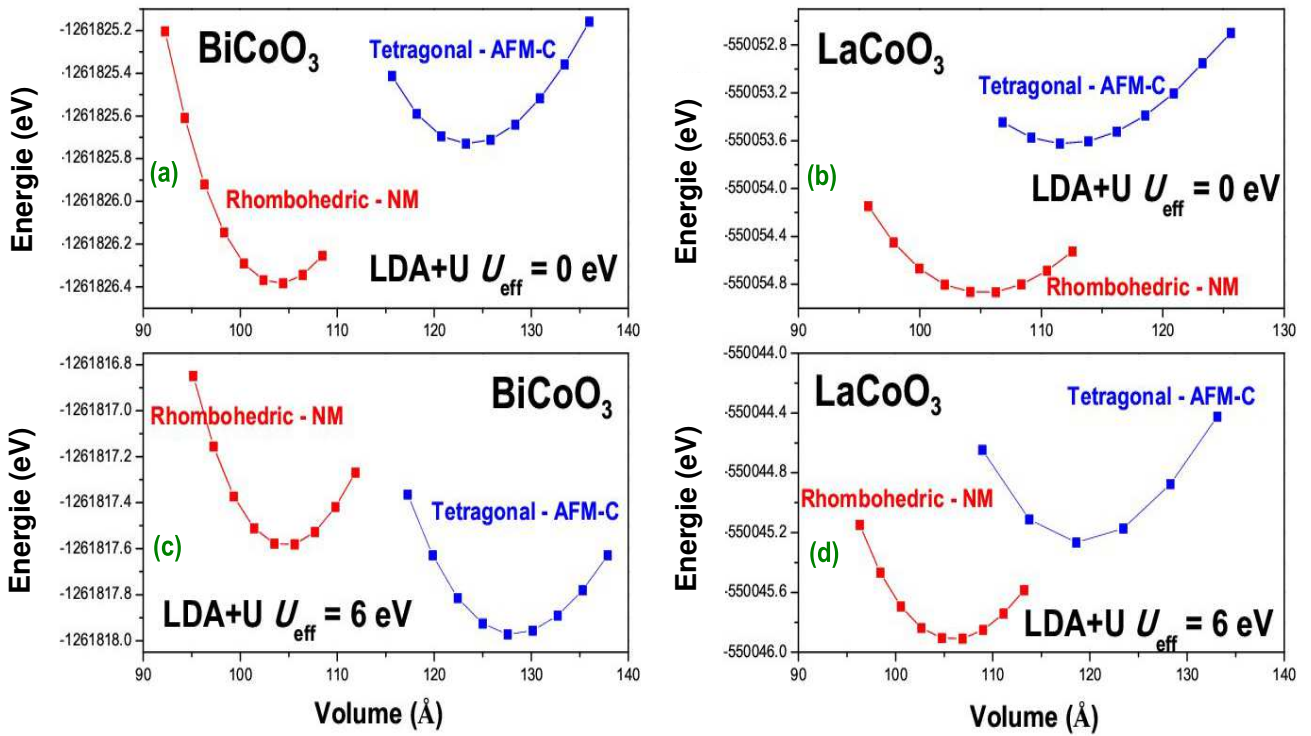 BiCoO3
Tetragonal - AFM-C
(a)
Rhombohedric - NM
LDA+U Ueff = 0 eV
Energie (eV)
-1261825.2
-1261825.4
-1261825.6
-1261825.8
-1261826.0
-1261826.2
-1261826.4
90 100 110 120 130 140
LaCoO3
Tetragonal - AFM-C
(b)
LDA+U Ueff = 0 eV
Rhombohedric - NM
Energie (eV)
-550052.8
-550053.2
-550053.6
-550054.0
-550054.4
-550054.8
90 100 110 120 130
BiCoO3
Rhombohedric - NM
Tetragonal - AFM-C
(c)
LDA+U Ueff = 6 eV
Energie (eV)
-1261816.8
-1261817.0
-1261817.2
-1261817.4
-1261817.6
-1261817.8
-1261818.0
90 100 110 120 130 140
Volume (Å)
LaCoO3
Tetragonal - AFM-C
Rhombohedric - NM
(d)
LDA+U Ueff = 6 eV
Energie (eV)
-550044.0
-550044.4
-550044.8
-550045.2
-550045.6
-550046.0
90 100 110 120 130 140
Volume (Å)